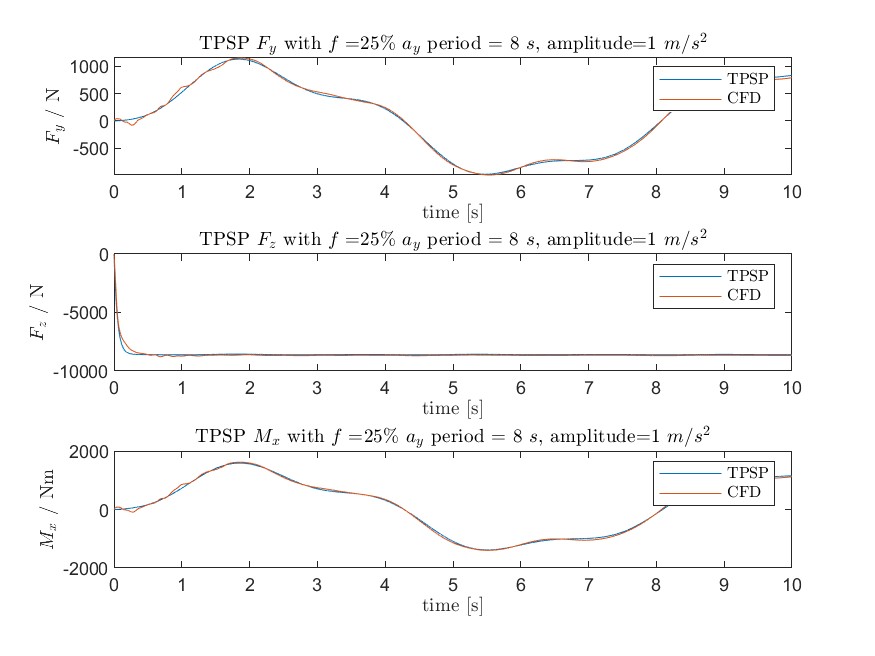 TPSP F_y with f =25% a_y period = 8 s, amplitude=1 m/s²
1000
500
0
-500
F_y / N
TPSP
CFD
0 1 2 3 4 5 6 7 8 9 10
time [s]
TPSP F_z with f =25% a_y period = 8 s, amplitude=1 m/s²
0
-5000
-10000
F_z / N
TPSP
CFD
0 1 2 3 4 5 6 7 8 9 10
time [s]
TPSP M_x with f =25% a_y period = 8 s, amplitude=1 m/s²
2000
0
-2000
M_x / Nm
TPSP
CFD
0 1 2 3 4 5 6 7 8 9 10
time [s]